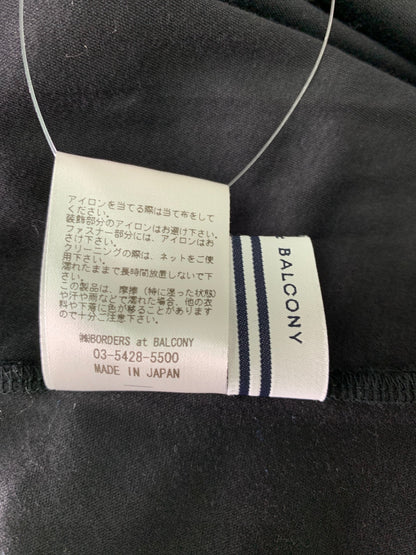 アイロンを当てる際は当て布をして
ください。
装飾部分のアイロンはお避け下さい。
ファスナー部分には、アイロンはお
さけ下さい。
クリーニングの際は、ネットをご使
用下さい。
濡れたままで長時間放置しないで下
さい。
この製品は、摩擦（特に湿った状態）
や汗や雨などで濡れた場合、他の衣
料や下着に色が移ることがあります
ので十分ご注意下さい。
㈱BORDERS at BALCONY
03-5428-5500
MADE IN JAPAN
BALCONY